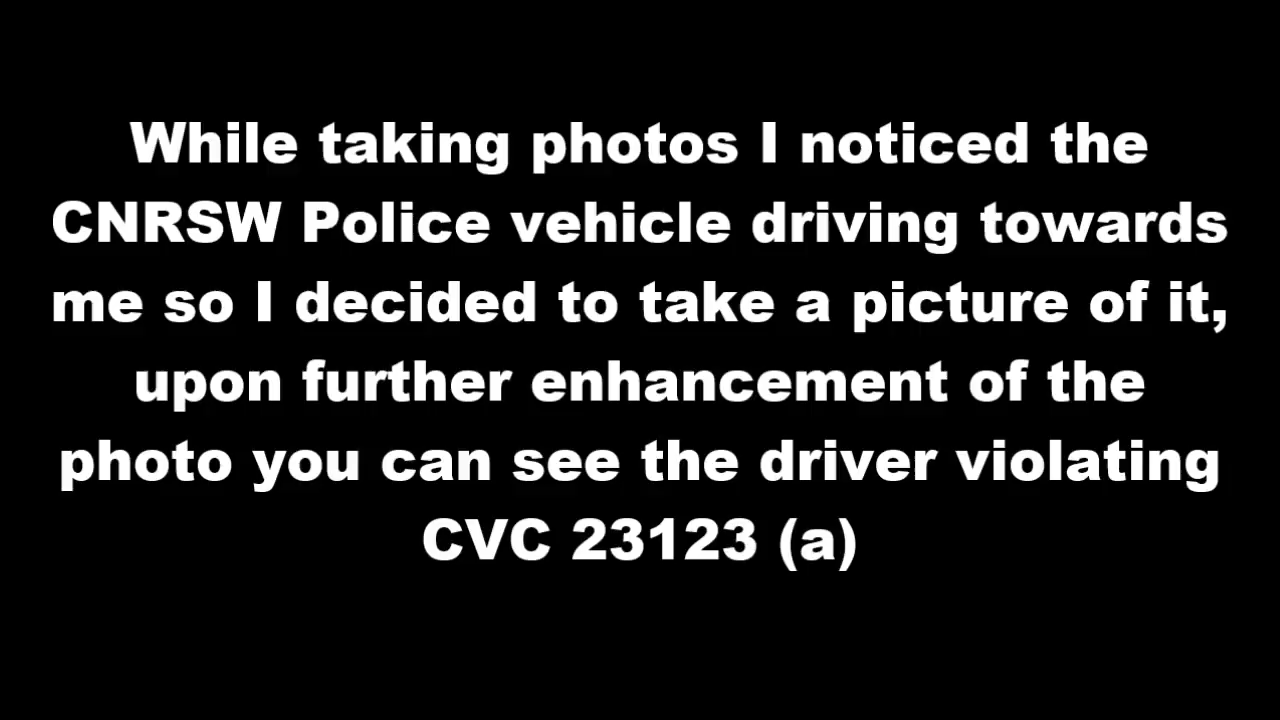 While taking photos I noticed the
CNRSW Police vehicle driving towards
me so I decided to take a picture of it,
upon further enhancement of the
photo you can see the driver violating
CVC 23123 (a)